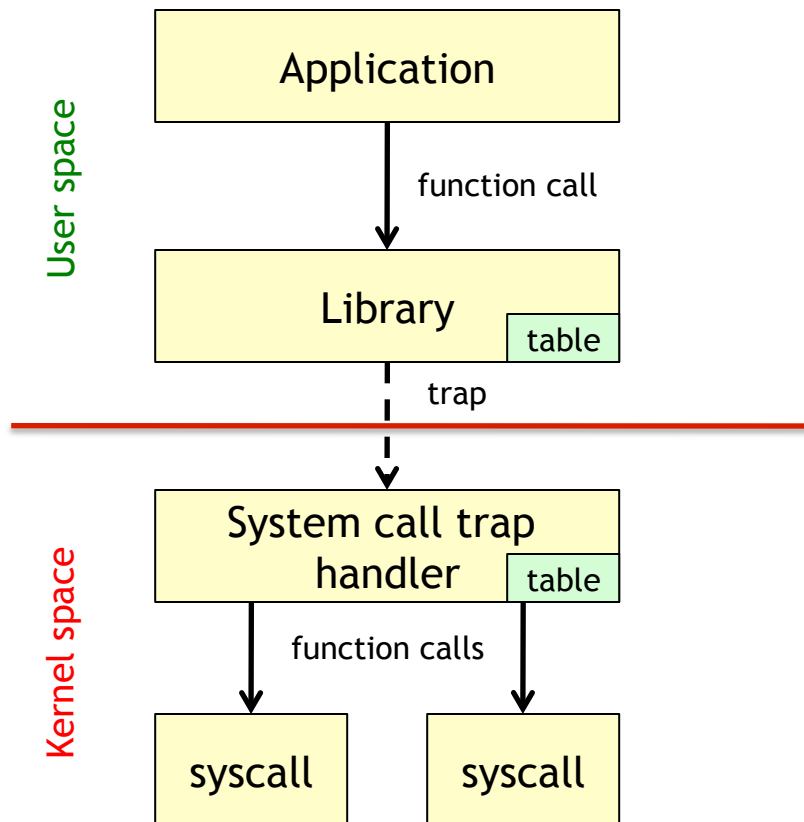 Application
User space
function call
Library
table
trap
System call trap
handler
table
Kernel space
function calls
syscall
syscall